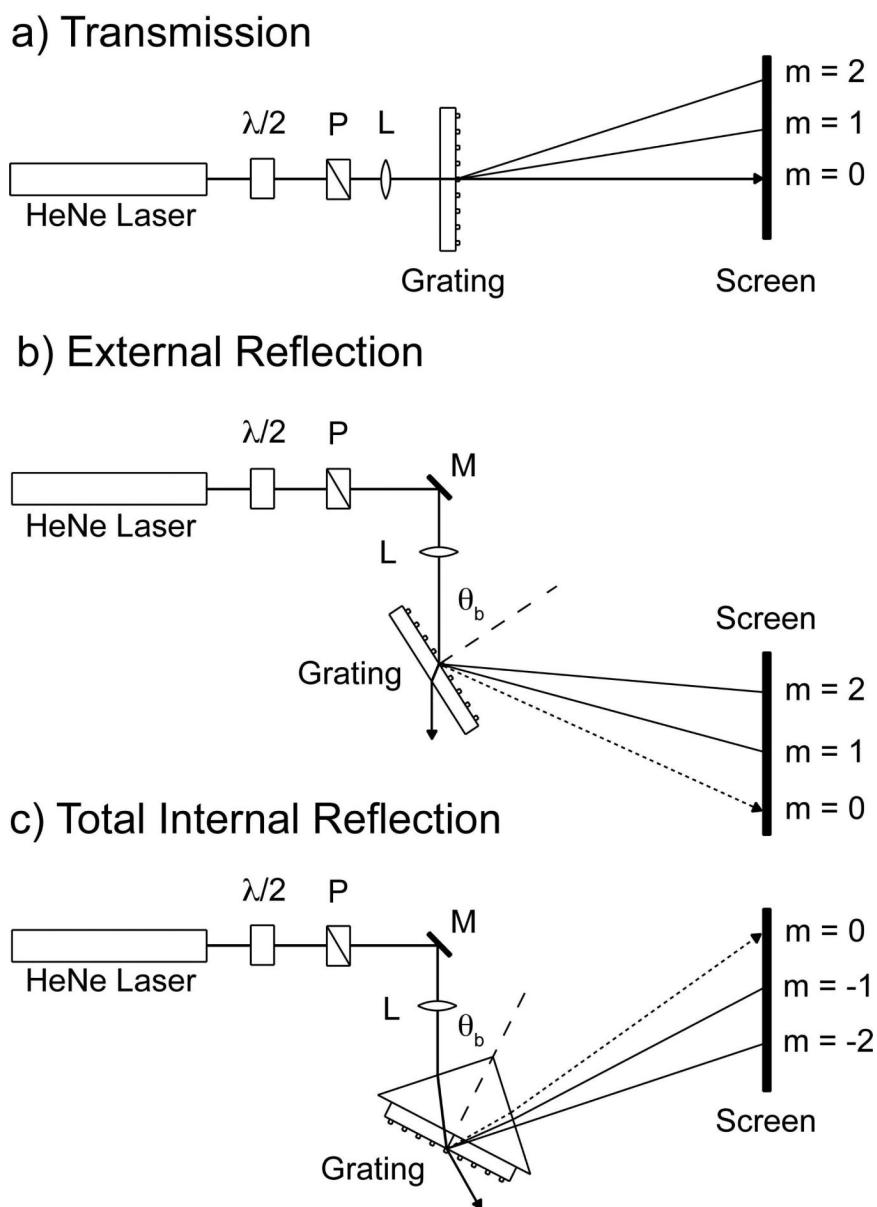 a) Transmission
λ/2 P L
HeNe Laser
Grating
Screen
m = 2
m = 1
m = 0
b) External Reflection
λ/2 P
M
HeNe Laser
L
θb
Grating
Screen
m = 2
m = 1
m = 0
c) Total Internal Reflection
λ/2 P
M
HeNe Laser
L
θb
Grating
m = 0
m = -1
m = -2
Screen